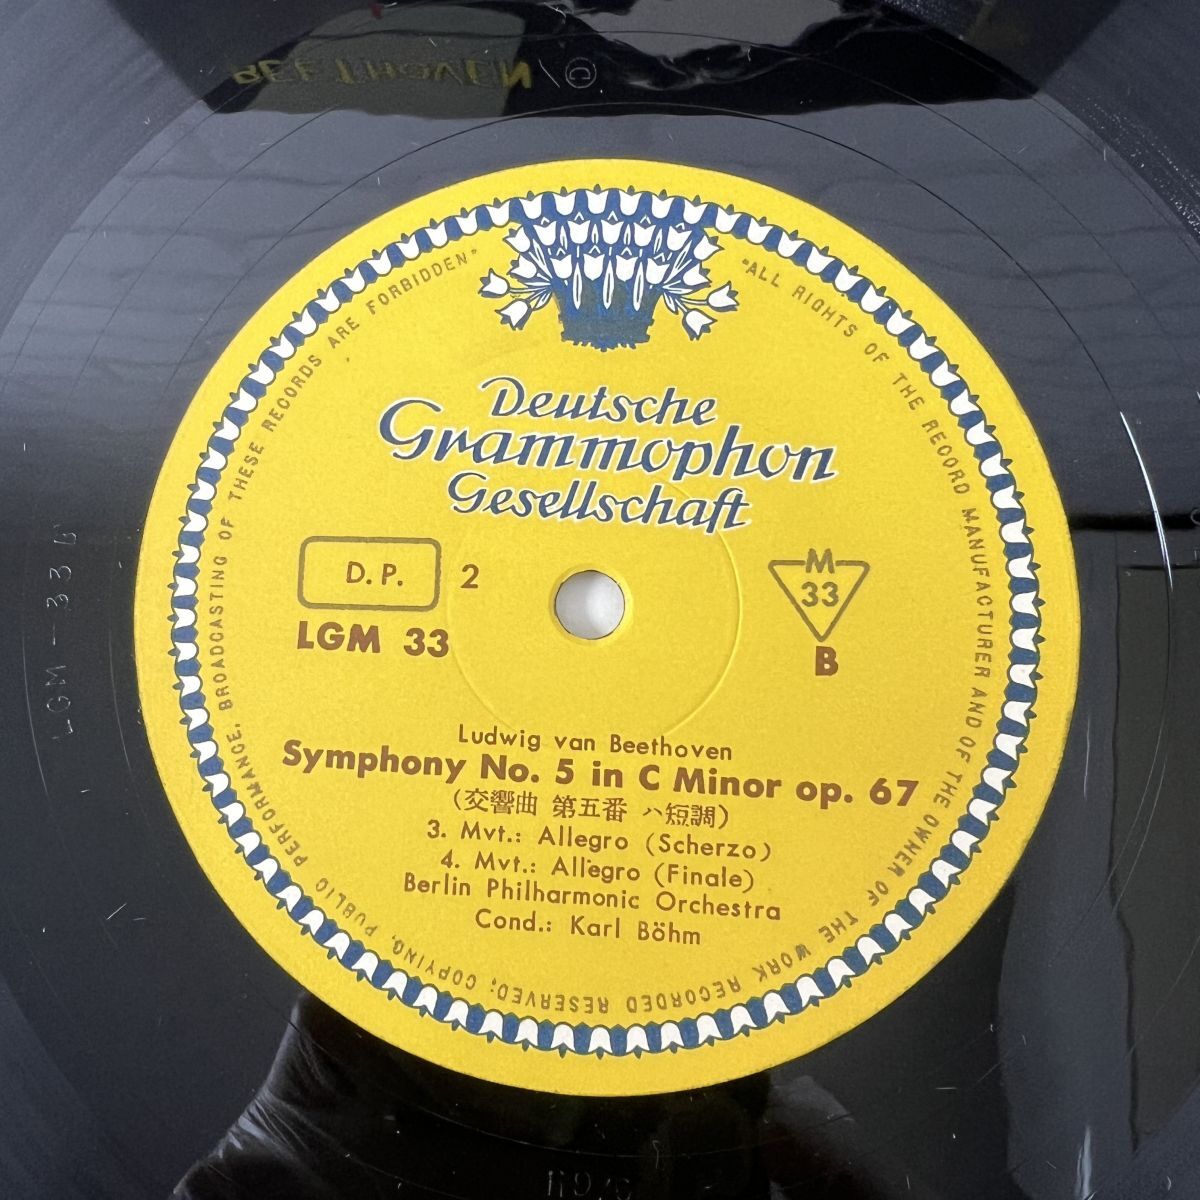 BEETHOVEN/©
"ALL RIGHTS OF THE RECORD MANUFACTURER AND OF THE OWNER OF THE WORK RECORDED RESERVED; COPYING, PUBLIC PERFORMANCE, BROADCASTING OF THESE RECORDS ARE FORBIDDEN"
Deutsche
Grammophon
Gesellschaft
D.P. 2
LGM 33
M
33
B
Ludwig van Beethoven
Symphony No. 5 in C Minor op. 67
(交響曲 第五番 ハ短調)
3. Mvt.: Allegro (Scherzo)
4. Mvt.: Allegro (Finale)
Berlin Philharmonic Orchestra
Cond.: Karl Böhm